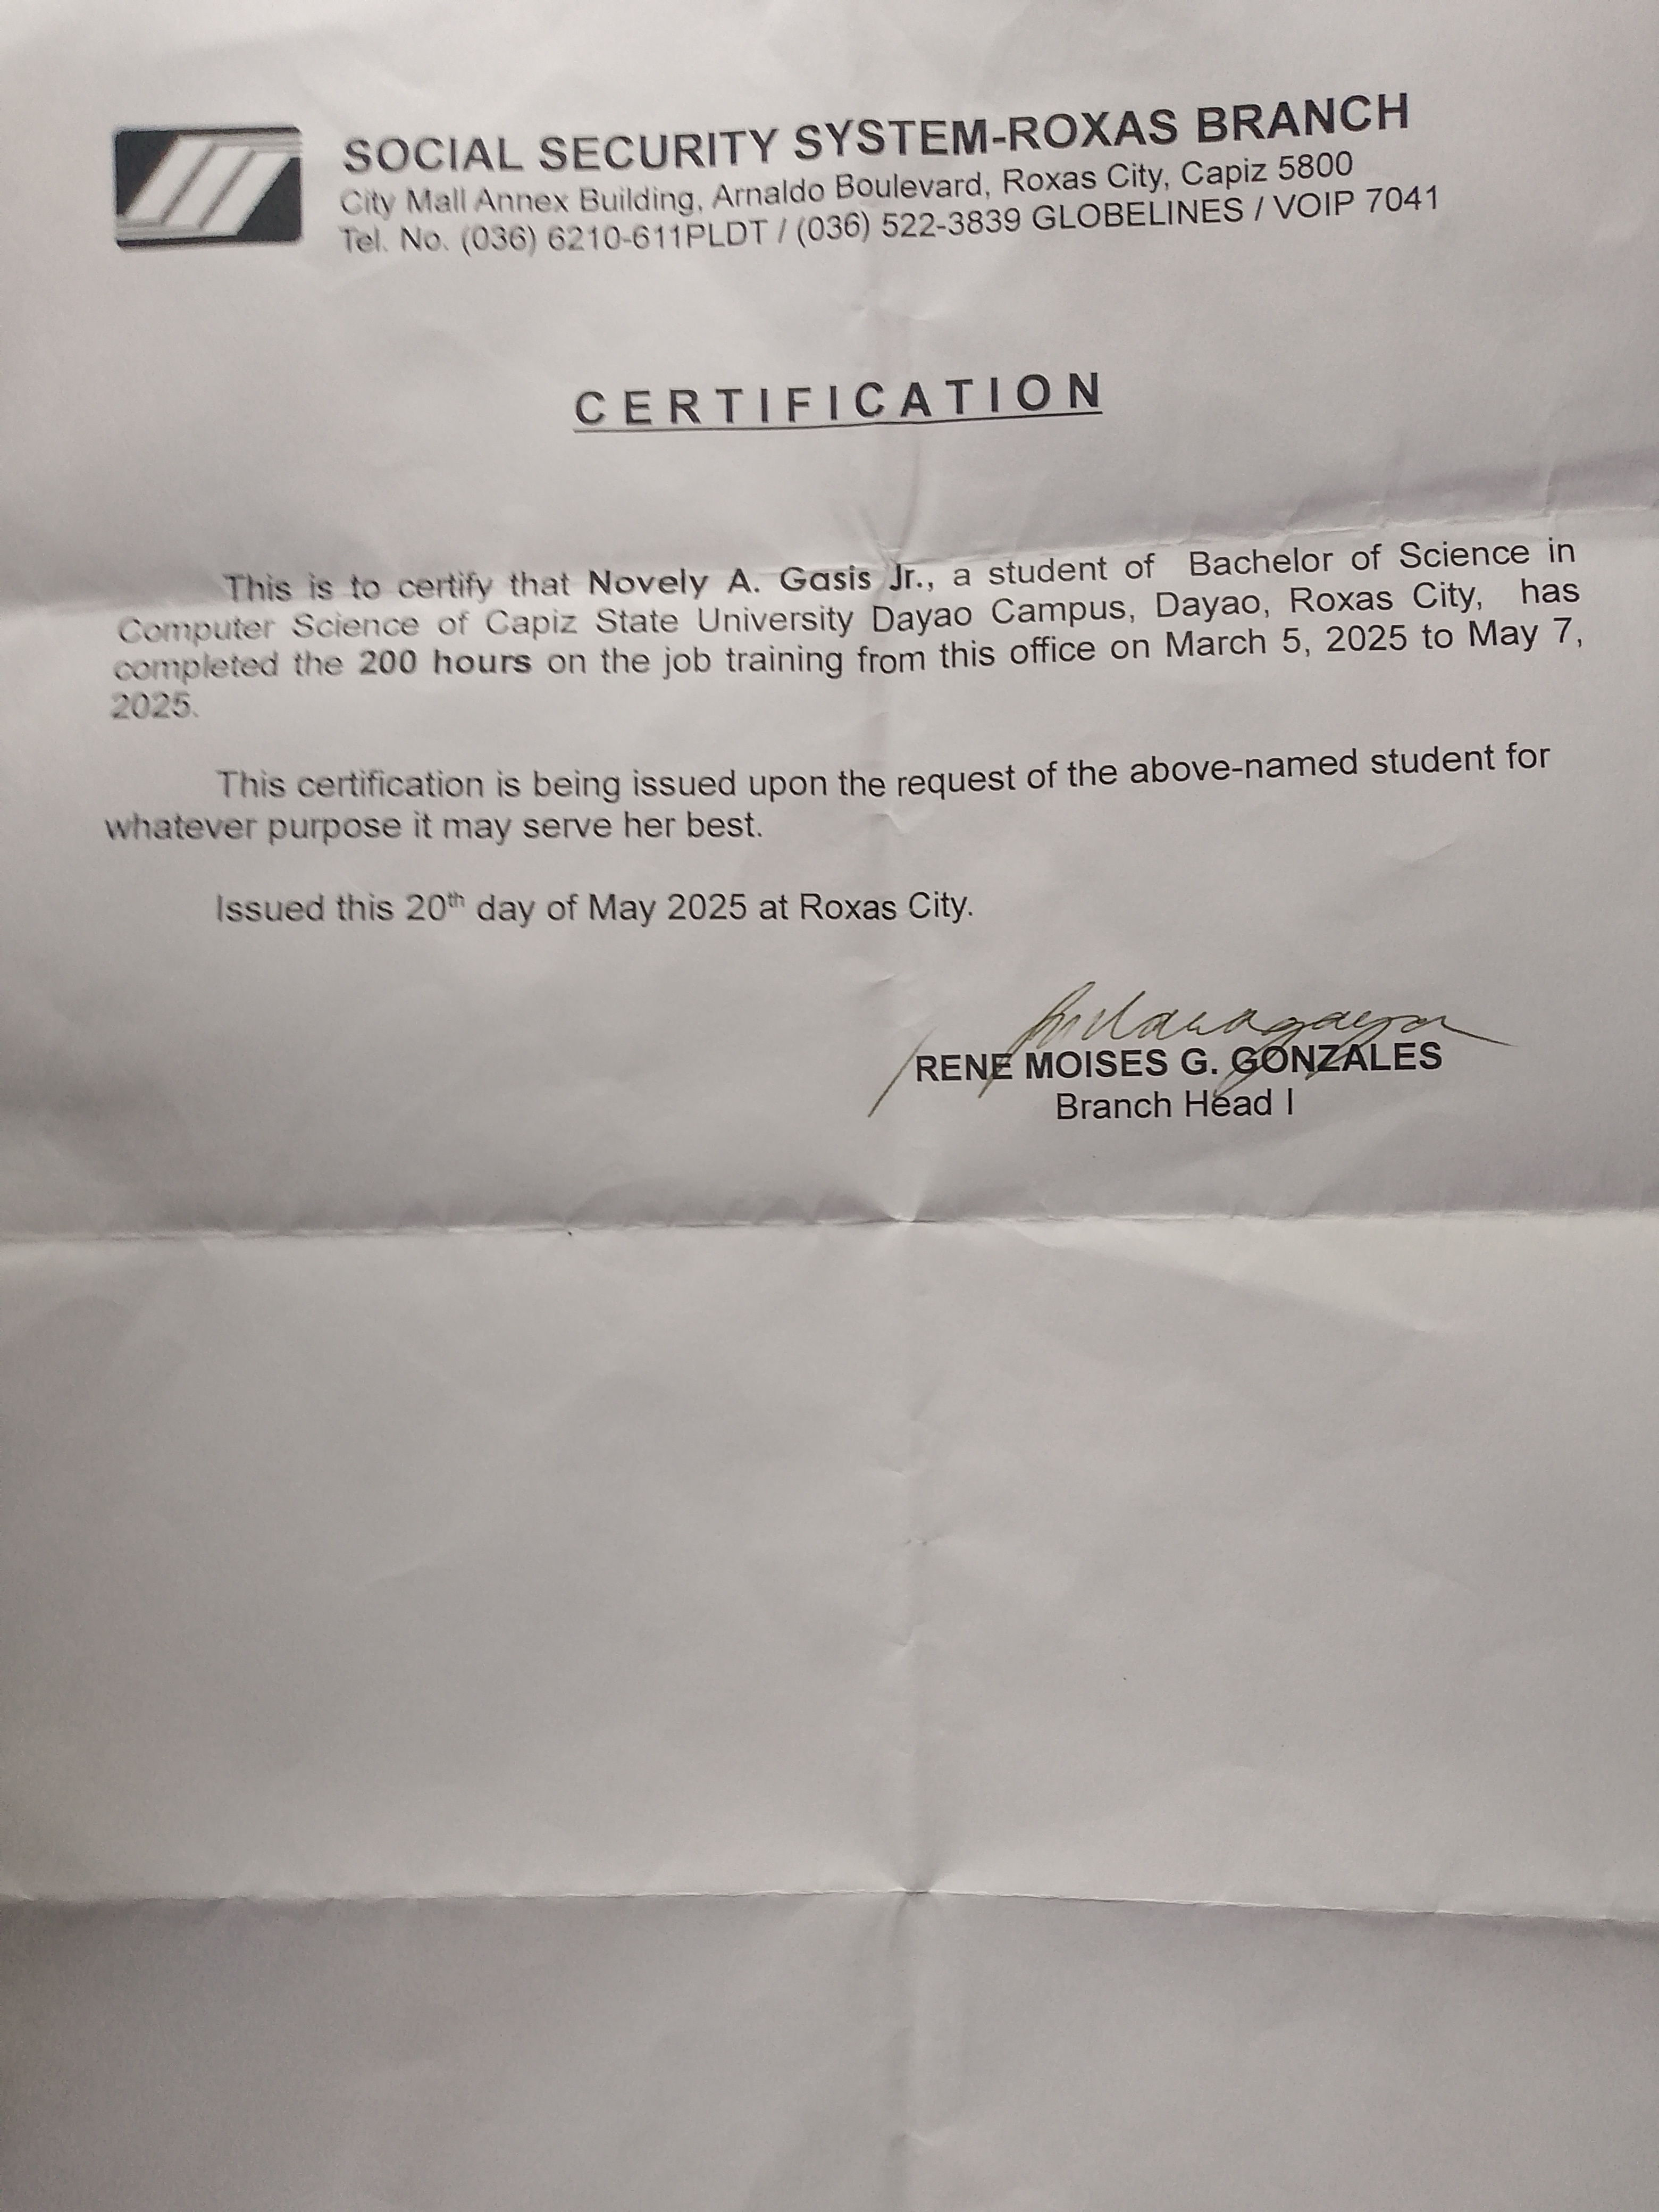 SOCIAL SECURITY SYSTEM-ROXAS BRANCH
City Mall Annex Building, Arnaldo Boulevard, Roxas City, Capiz 5800
Tel. No. (036) 6210-611PLDT / (036) 522-3839 GLOBELINES / VOIP 7041
CERTIFICATION
This is to certify that Novely A. Gasis Jr., a student of Bachelor of Science in
Computer Science of Capiz State University Dayao Campus, Dayao, Roxas City, has
completed the 200 hours on the job training from this office on March 5, 2025 to May 7,
2025.
This certification is being issued upon the request of the above-named student for
whatever purpose it may serve her best.
Issued this 20th day of May 2025 at Roxas City.
RENE MOISES G. GONZALES
Branch Head I